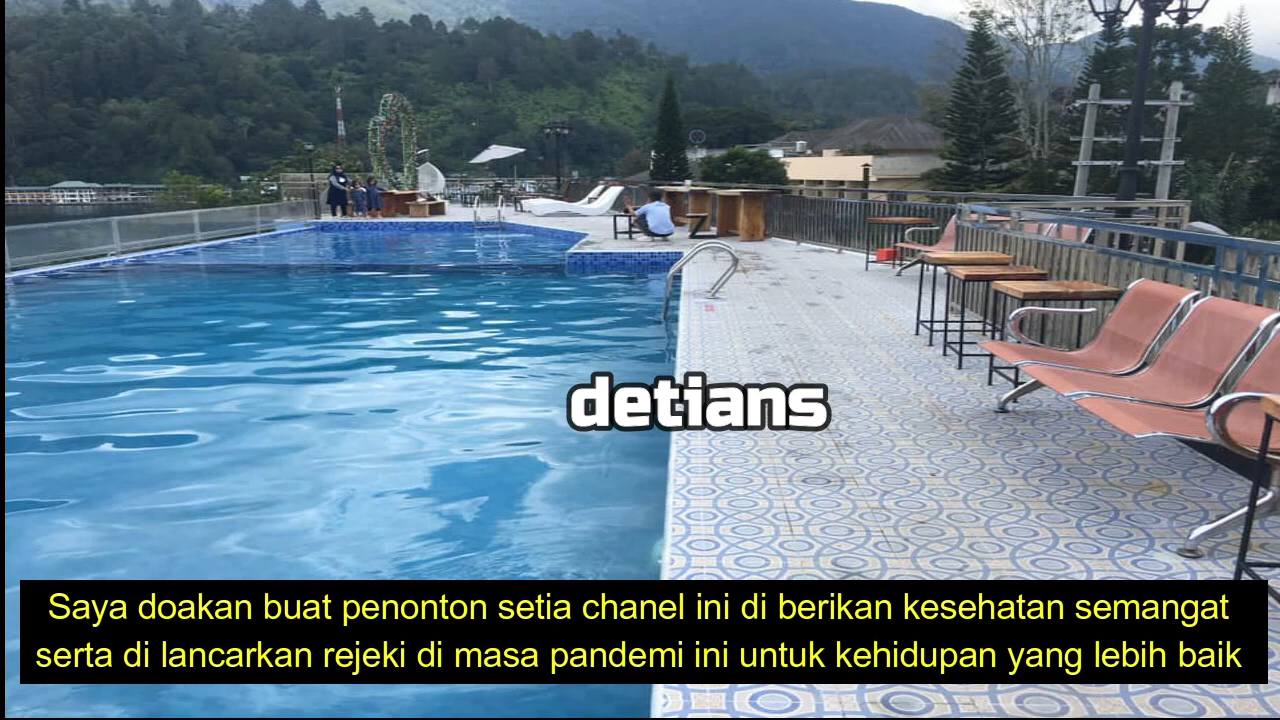 detians
Saya doakan buat penonton setia chanel ini di berikan kesehatan semangat
serta di lancarkan rejeki di masa pandemi ini untuk kehidupan yang lebih baik